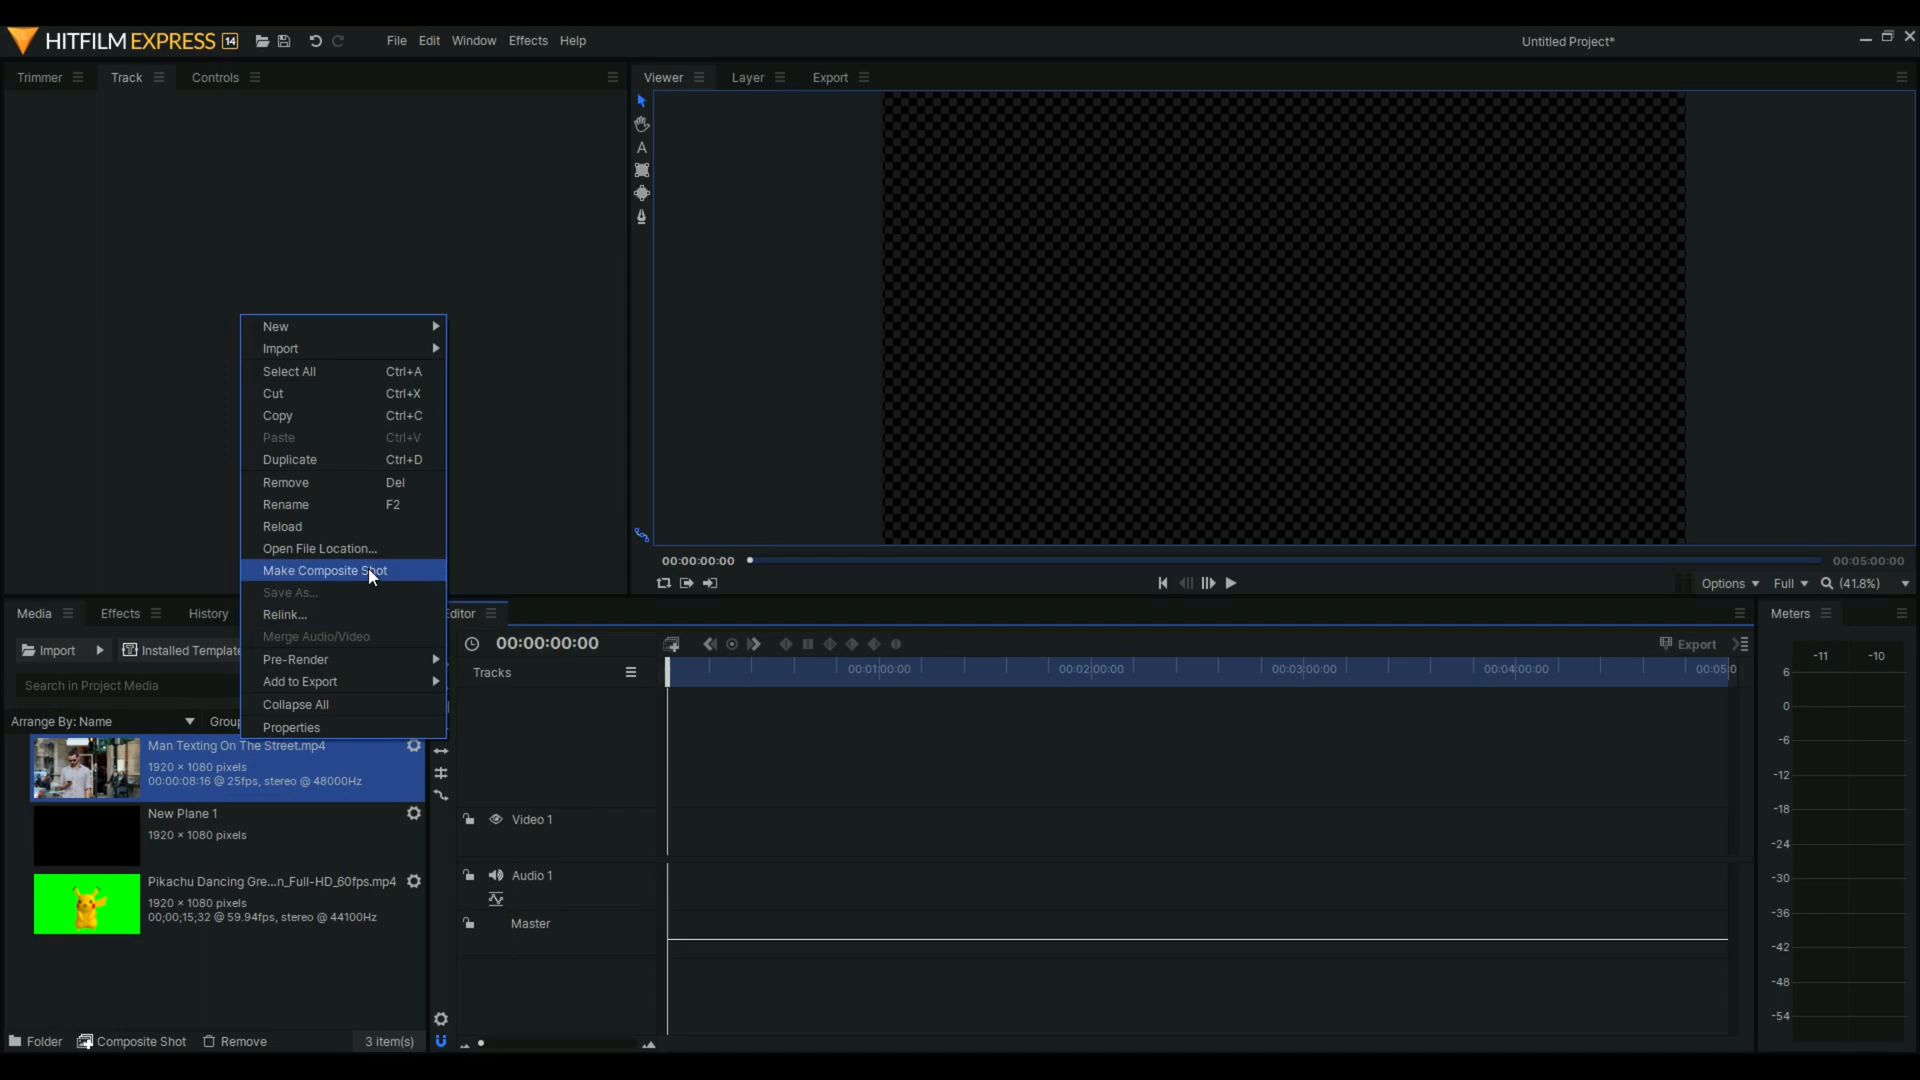 HITFILM EXPRESS 14
File Edit Window Effects Help
Untitled Project*
Trimmer Track Controls
Viewer Layer Export
New
Import
Select All Ctrl+A
Cut Ctrl+X
Copy Ctrl+C
Paste Ctrl+V
Duplicate Ctrl+D
Remove Del
Rename F2
Reload
Open File Location...
Make Composite Shot
Save As...
Relink...
Merge Audio/Video
Pre-Render
Add to Export
Collapse All
Properties
A
00:00:00:00
00:05:00:00
Options Full (41.8%)
Media Effects History
Import Installed Template
Search in Project Media
Arrange By: Name Group
Man Texting On The Street.mp4
1920 × 1080 pixels
00:00:08:16 @ 25fps, stereo @ 48000Hz
New Plane 1
1920 × 1080 pixels
Pikachu Dancing Gre...n_Full-HD_60fps.mp4
1920 × 1080 pixels
00;00;15;32 @ 59.94fps, stereo @ 44100Hz
Folder Composite Shot Remove 3 item(s)
Editor
00:00:00:00
Export
Tracks
00:01:00:00 00:02:00:00 00:03:00:00 00:04:00:00 00:05:0
Video 1
Audio 1
Master
Meters
-11 -10
6
0
-6
-12
-18
-24
-30
-36
-42
-48
-54